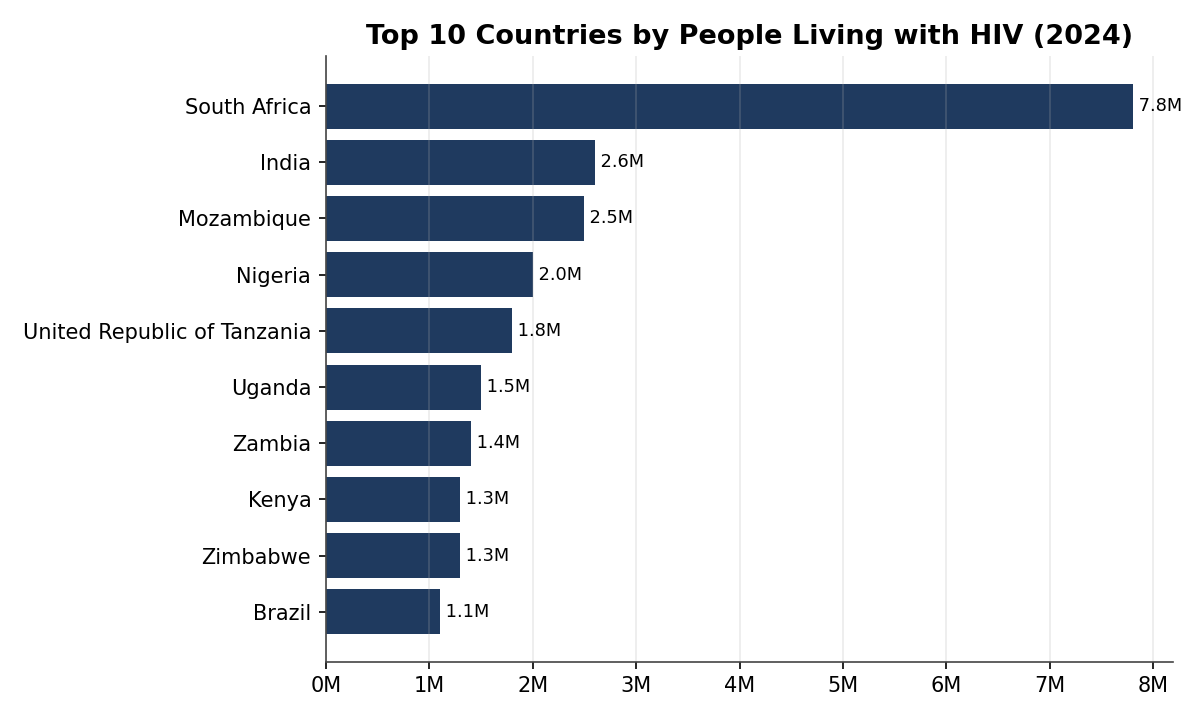 Top 10 Countries by People Living with HIV (2024)
South Africa 7.8M
India 2.6M
Mozambique 2.5M
Nigeria 2.0M
United Republic of Tanzania 1.8M
Uganda 1.5M
Zambia 1.4M
Kenya 1.3M
Zimbabwe 1.3M
Brazil 1.1M
0M 1M 2M 3M 4M 5M 6M 7M 8M